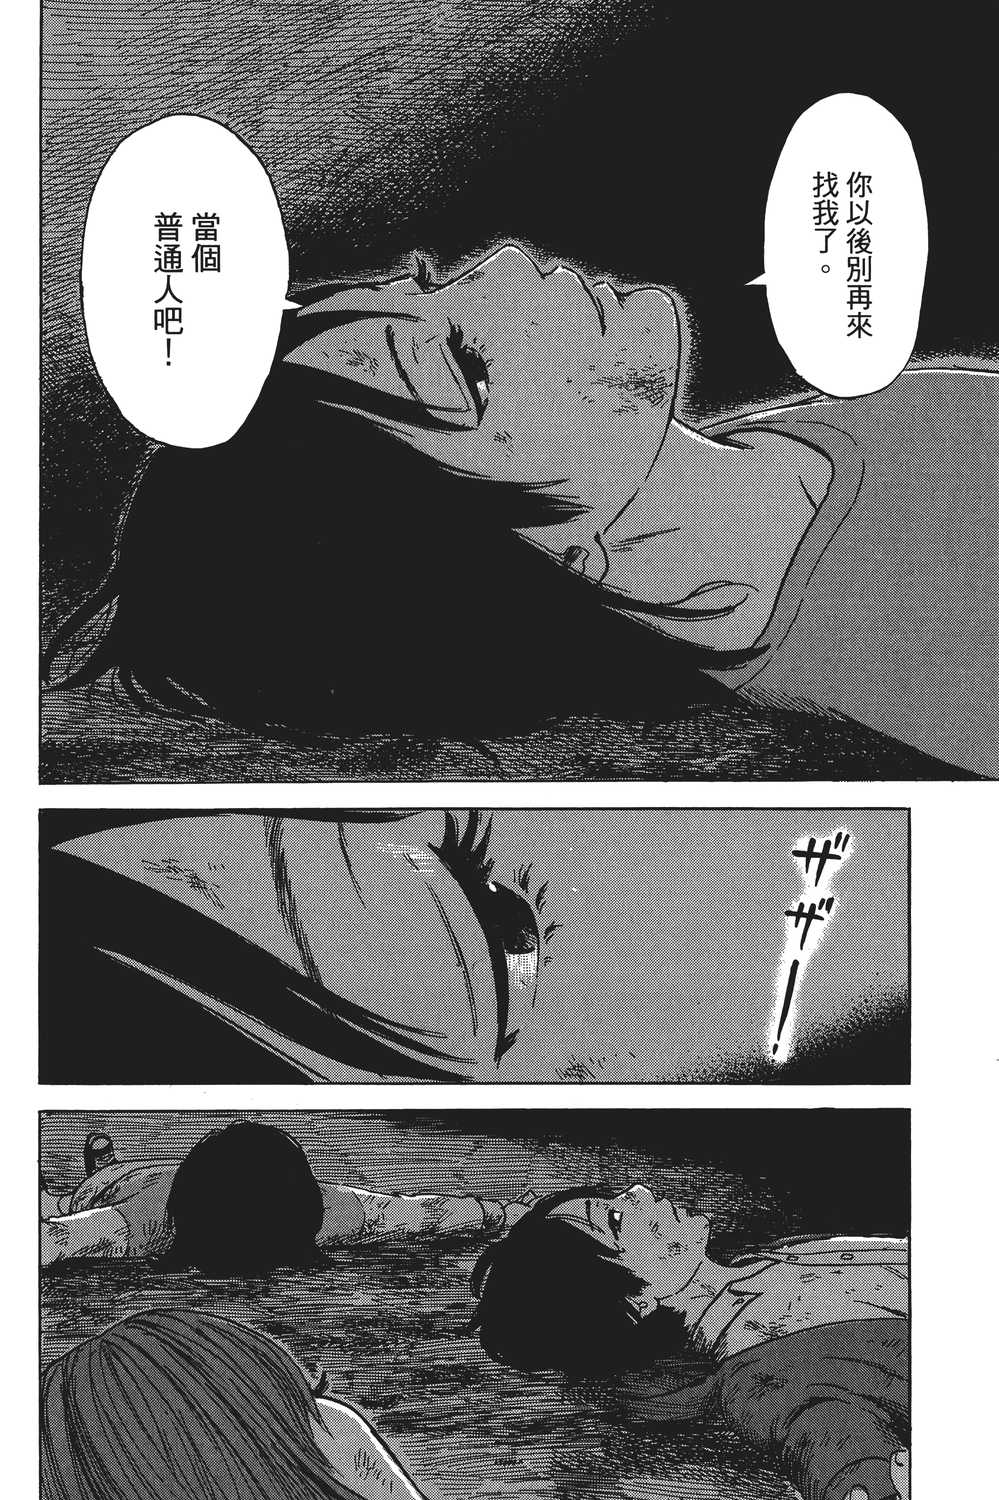 你以後別再來
找我了。
當個
普通人吧！
ザザー